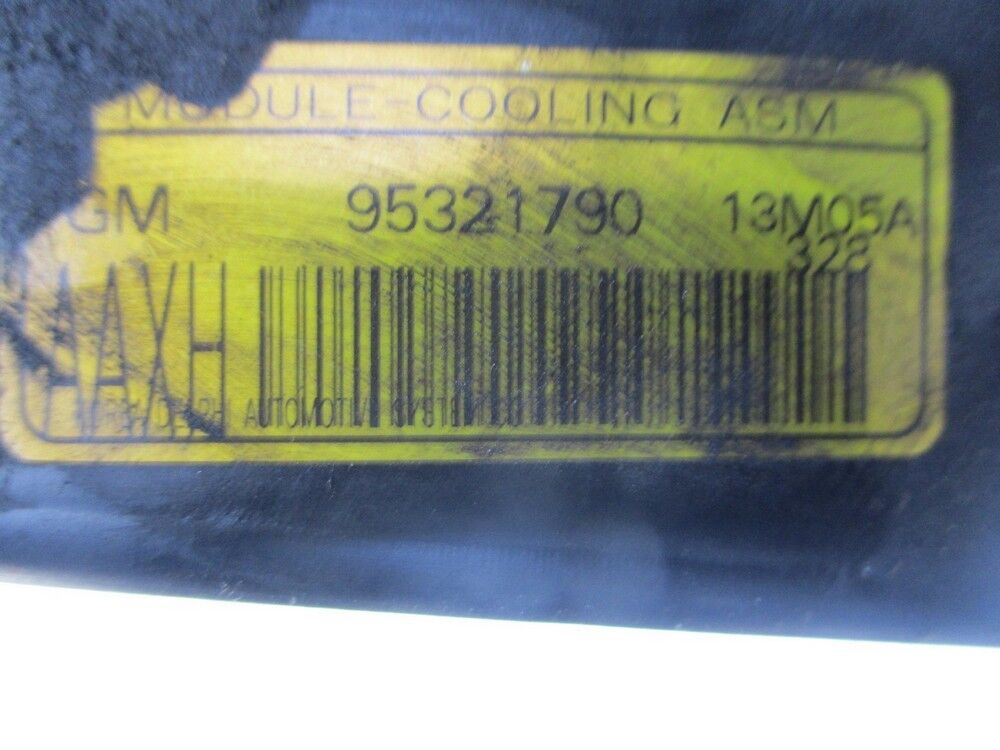 MODULE-COOLING ASM
GM 95321790 13M05A
328
AAXH
AUTOMOTIVE